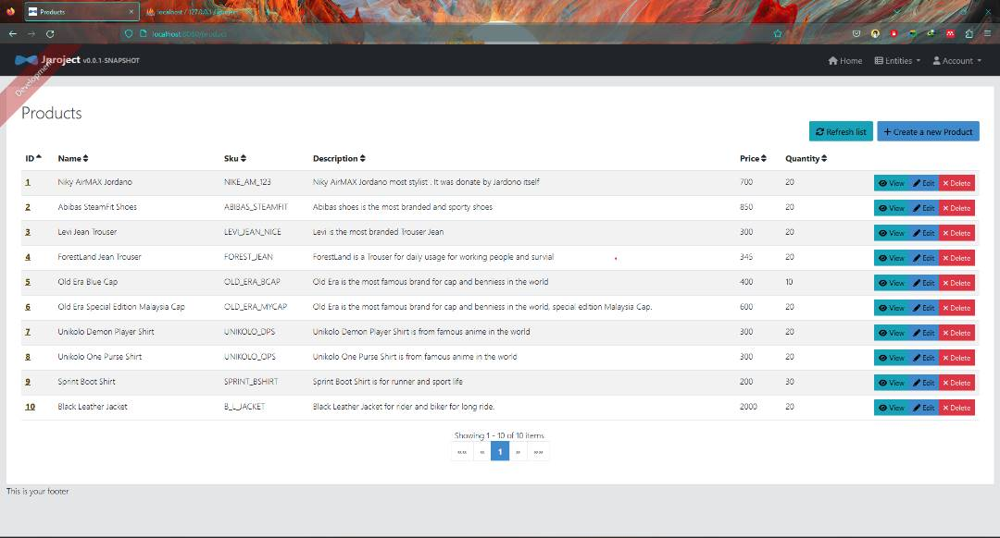 Products
localhost / 127.0.0.1 / jproject
localhost:8080/product
Jproject v0.0.1-SNAPSHOT
Home Entities Account
Development
Products
Refresh list Create a new Product
ID Name Sku Description Price Quantity
1 Niky AirMAX Jordano NIKE_AM_123 Niky AirMAX Jordano most stylist . It was donate by Jardono itself 700 20 View Edit Delete
2 Abibas SteamFit Shoes ABIBAS_STEAMFIT Abibas shoes is the most branded and sporty shoes 850 20 View Edit Delete
3 Levi Jean Trouser LEVI_JEAN_NICE Levi is the most branded Trouser Jean 300 20 View Edit Delete
4 ForestLand Jean Trouser FOREST_JEAN ForestLand is a Trouser for daily usage for working people and survial 345 20 View Edit Delete
5 Old Era Blue Cap OLD_ERA_BCAP Old Era is the most famous brand for cap and benniess in the world 400 10 View Edit Delete
6 Old Era Special Edition Malaysia Cap OLD_ERA_MYCAP Old Era is the most famous brand for cap and benniess in the world, special edition Malaysia Cap. 600 20 View Edit Delete
7 Unikolo Demon Player Shirt UNIKOLO_DPS Unikolo Demon Player Shirt is from famous anime in the world 300 20 View Edit Delete
8 Unikolo One Purse Shirt UNIKOLO_OPS Unikolo One Purse Shirt is from famous anime in the world 300 20 View Edit Delete
9 Sprint Boot Shirt SPRINT_BSHIRT Sprint Boot Shirt is for runner and sport life 200 30 View Edit Delete
10 Black Leather Jacket B_L_JACKET Black Leather Jacket for rider and biker for long ride. 2000 20 View Edit Delete
Showing 1 - 10 of 10 items.
«« « 1 » »»
This is your footer